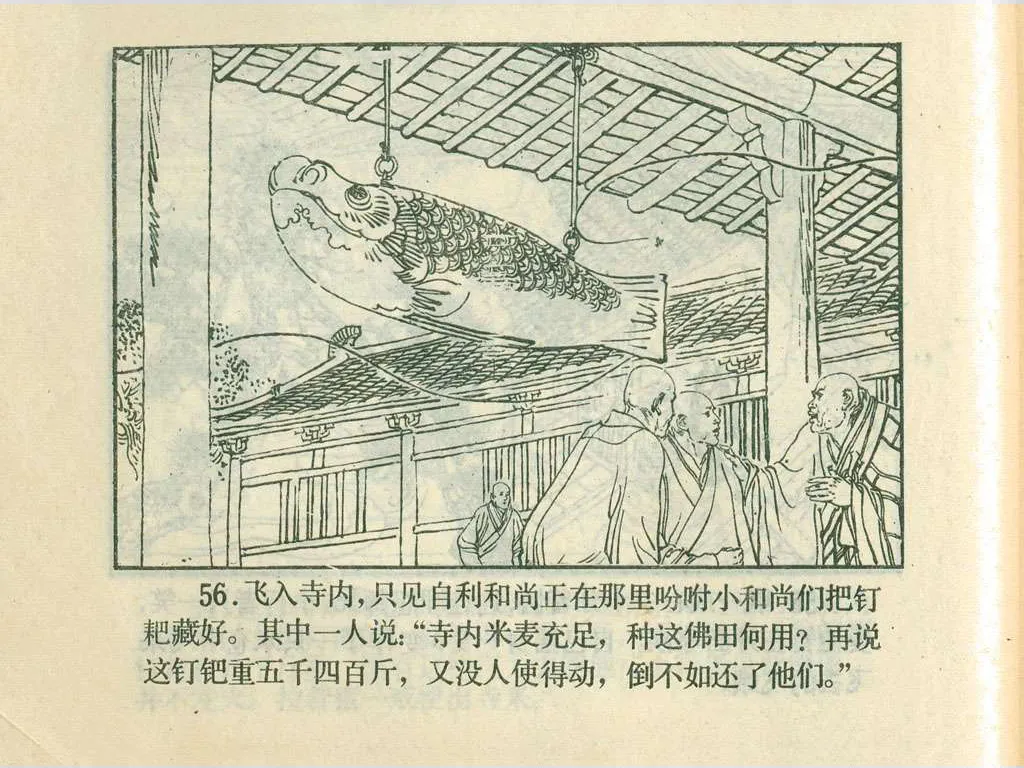 56.飞入寺内，只见自利和尚正在那里吩咐小和尚们把钉
耙藏好。其中一人说：“寺内米麦充足，种这佛田何用？再说
这钉钯重五千四百斤，又没人使得动，倒不如还了他们。”